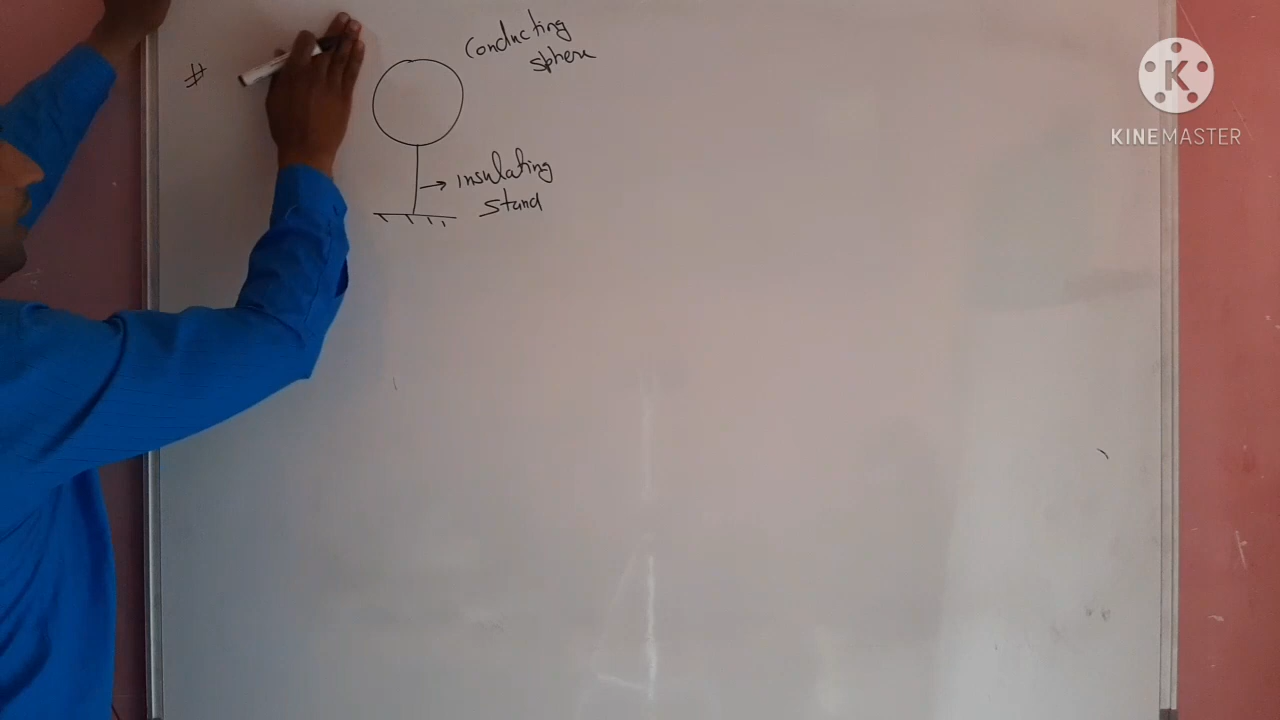 #
Conducting
sphere
insulating
stand
K
KINEMASTER